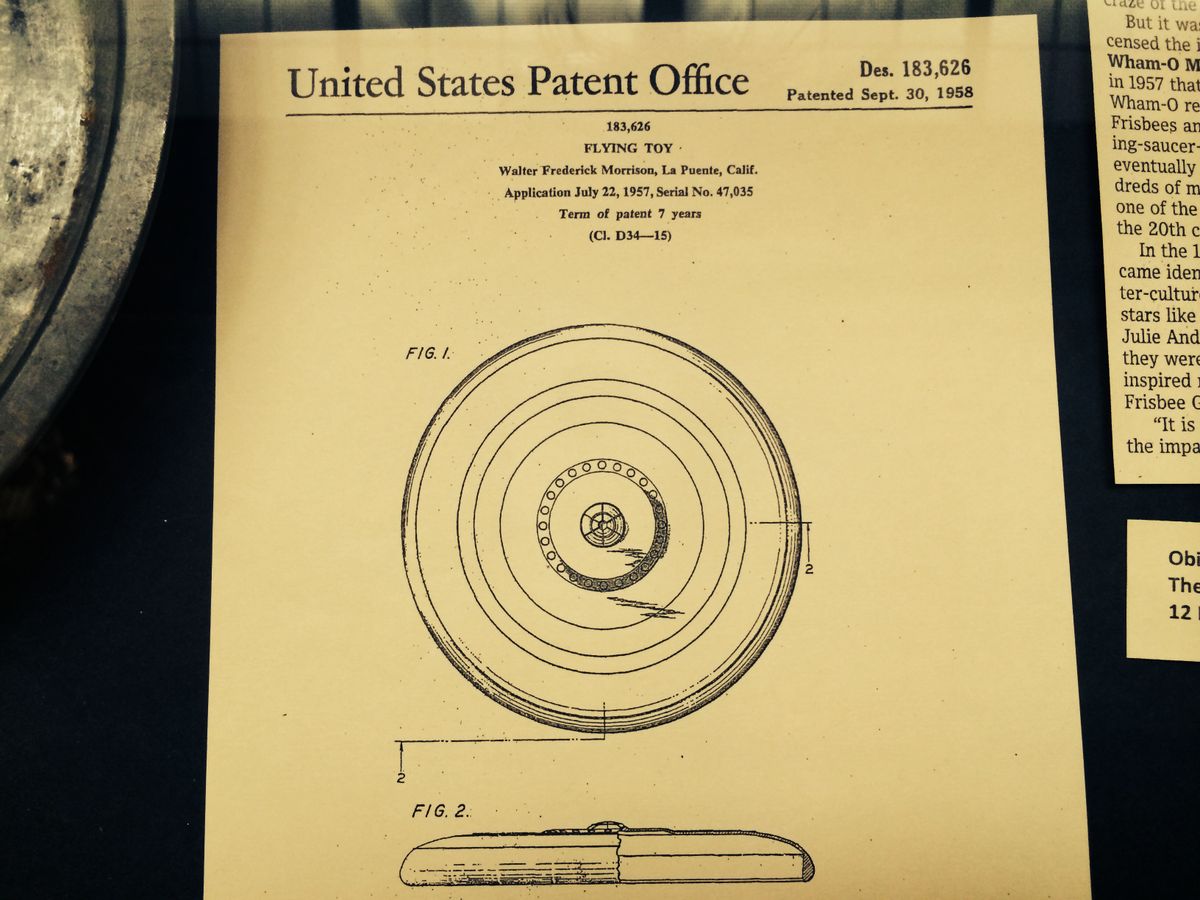 United States Patent Office
Des. 183,626
Patented Sept. 30, 1958
183,626
FLYING TOY
Walter Frederick Morrison, La Puente, Calif.
Application July 22, 1957, Serial No. 47,035
Term of patent 7 years
(Cl. D34—15)
FIG. 1.
2
2
FIG. 2.
craze of the
But it was
censed the i
Wham-O M
in 1957 that
Wham-O re
Frisbees an
ing-saucer-
eventually
dreds of m
one of the
the 20th c
In the 1
came iden
ter-culture
stars like
Julie And
they were
inspired
Frisbee G
“It is
the impa
Obi
The
12